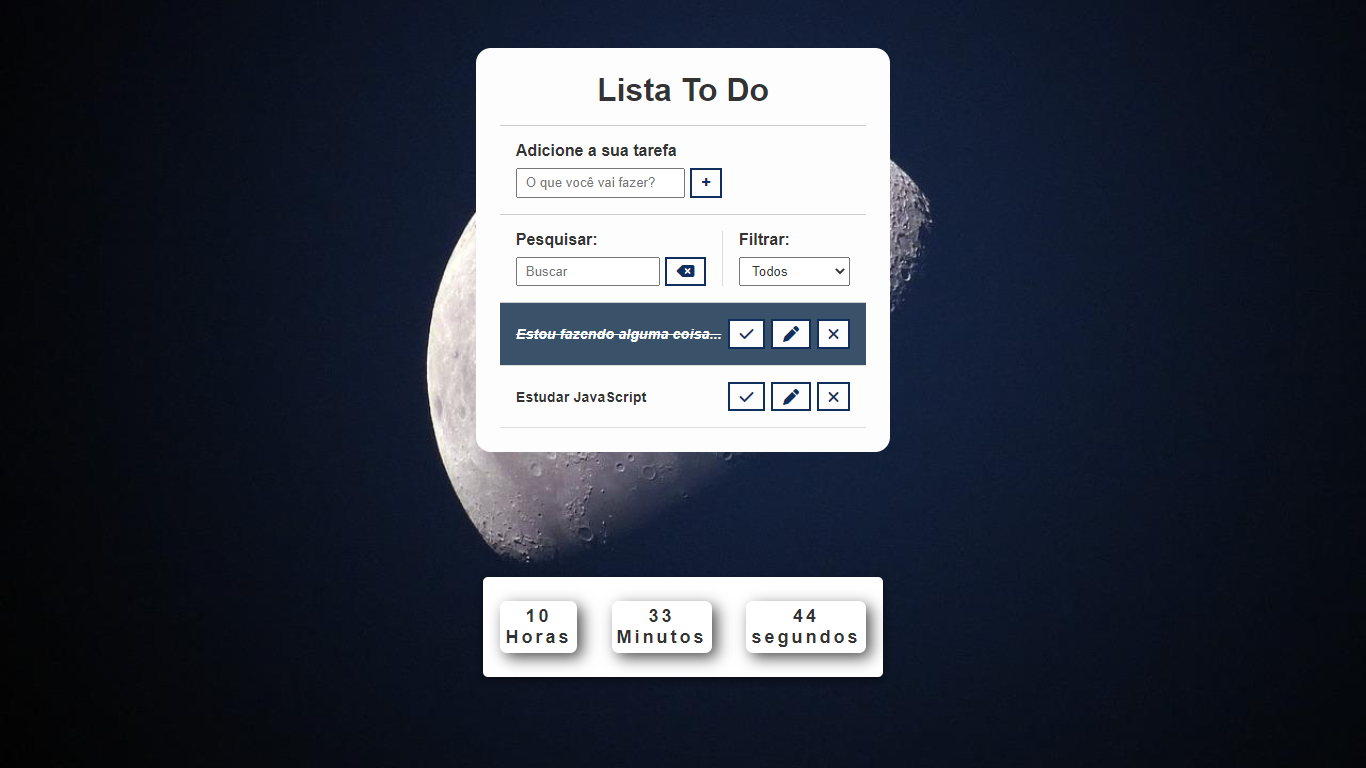 Lista To Do
Adicione a sua tarefa
O que você vai fazer? +
Pesquisar: Filtrar:
Buscar Todos
Estou fazendo alguma coisa...
Estudar JavaScript
10 33 44
Horas Minutos segundos